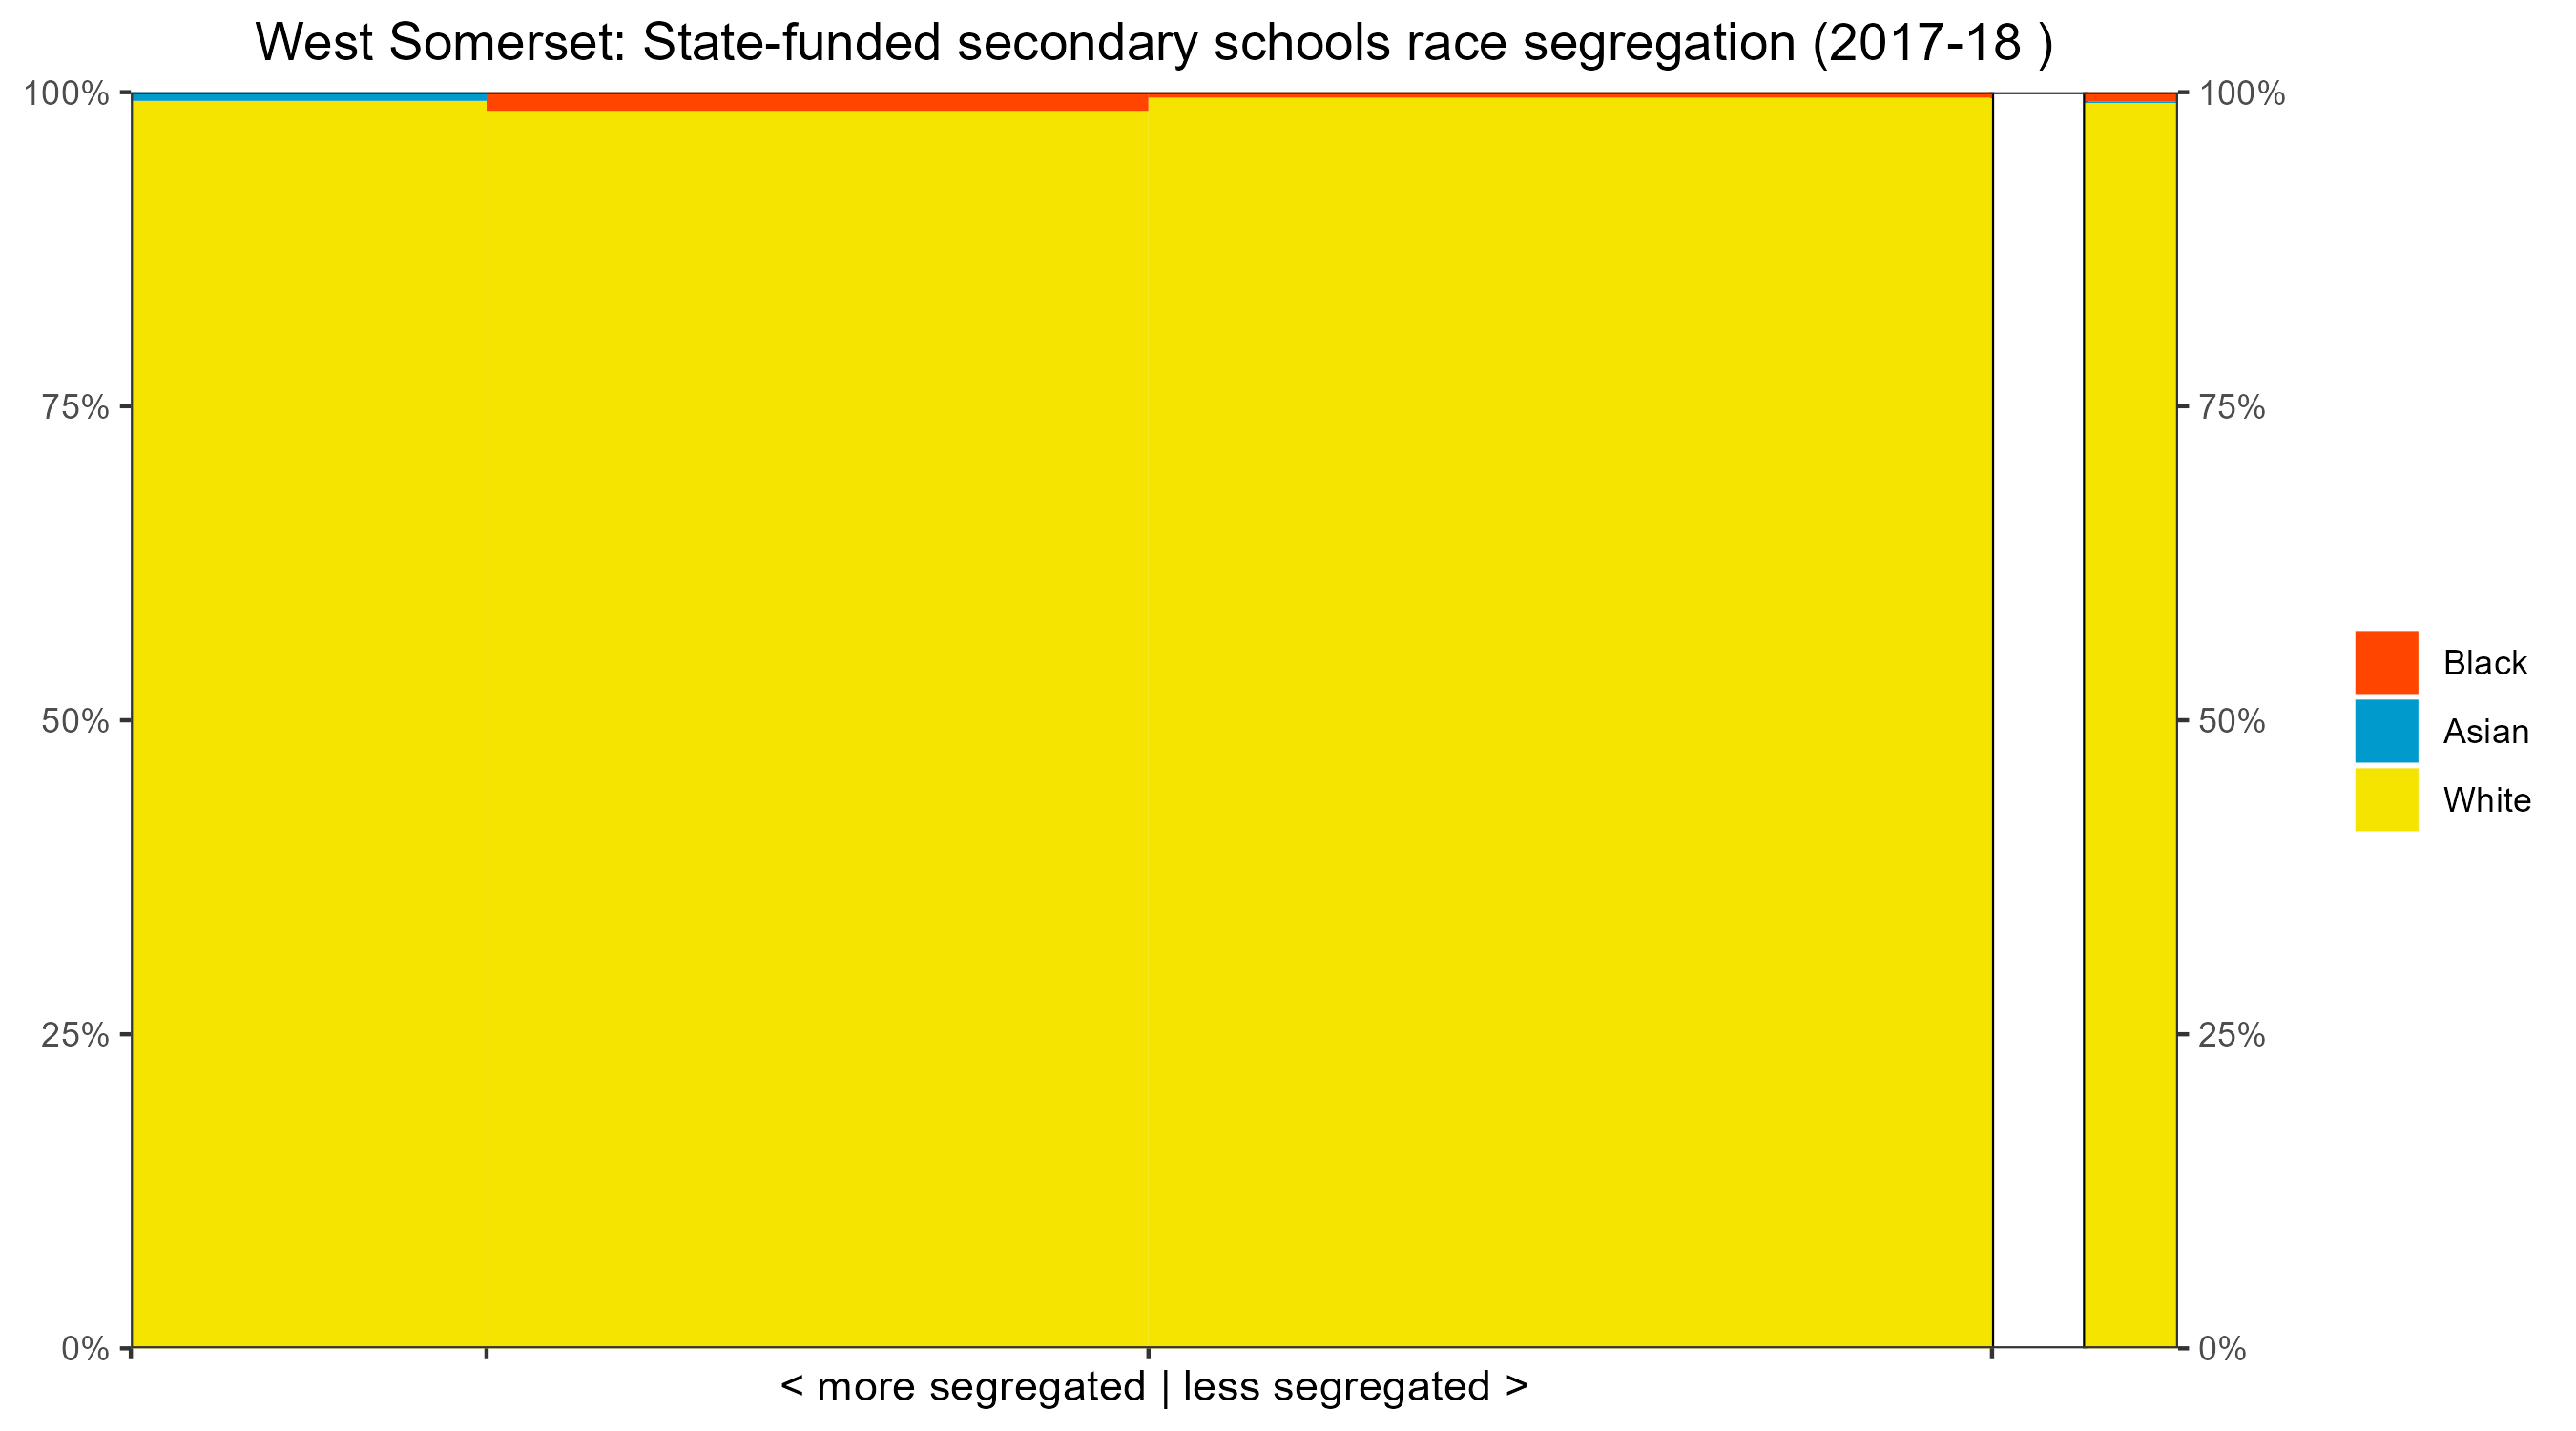 West Somerset: State-funded secondary schools race segregation (2017-18 )
100%
75%
50%
25%
0%
100%
75%
50%
25%
0%
Black
Asian
White
< more segregated | less segregated >